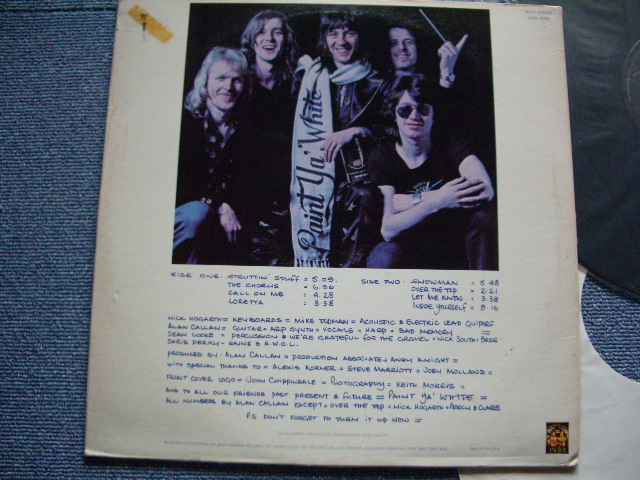 Paint Ya' White
SIDE ONE: STRUTTIN' STUFF = 5.09. SIDE TWO: SNOWMAN = 5.48
THE CHORUS = 6.56 OVER THE TOP = 2.21
CALL ON ME = 4.28 LET ME KNOW = 3.38
LORETTA = 3.38 INSIDE YOURSELF = 9.16
NICK HOGARTH = KEYBOARDS = MIKE TODMAN = ACOUSTIC & ELECTRIC LEAD GUITARS
ALAN CALLAN = GUITAR = ARP SYNTH = VOCALS = HARP = BAD MEMORY =
SEAN LOCKE = PERCUSSION & WE'RE GRATEFUL FOR THE GRAVEL = NICK SOUTH BASS
CHRIS PERRY = SKINS & A.W.O.L.
PRODUCED BY: ALAN CALLAN = PRODUCTION ASSOCIATE = ANDY KNIGHT =
WITH SPECIAL THANKS TO = ALEXIS KORNER = STEVE MARRIOTT = JOEY MOLLAND =
FRONT COVER LOGO = JOHN CHIPPINDALE = PHOTOGRAPHY = KEITH MORRIS =
AND TO ALL OUR FRIENDS PAST PRESENT & FUTURE = PAINT YA' WHITE =
ALL NUMBERS BY ALAN CALLAN EXCEPT = OVER THE TOP = NICK HOGARTH = PERCY & CLARKE
P.S. DON'T FORGET TO TURN IT UP NOW =